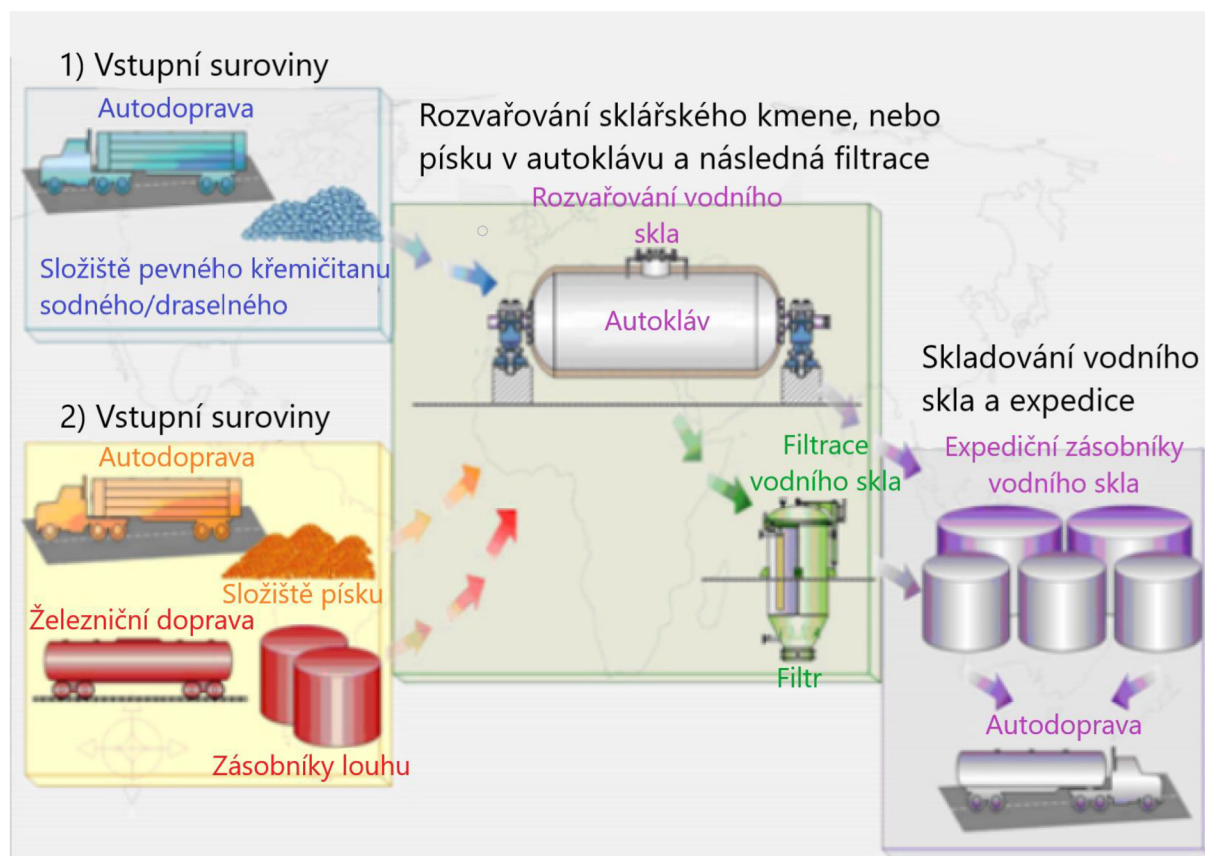 1) Vstupní suroviny
Autodoprava
Složiště pevného křemičitanu
sodného/draselného
Rozvařování sklářského kmene, nebo
písku v autoklávu a následná filtrace
Rozvařování vodního
skla
Autokláv
2) Vstupní suroviny
Autodoprava
Složiště písku
Železniční doprava
Zásobníky louhu
Filtrace
vodního skla
Filtr
Skladování vodního
skla a expedice
Expediční zásobníky
vodního skla
Autodoprava